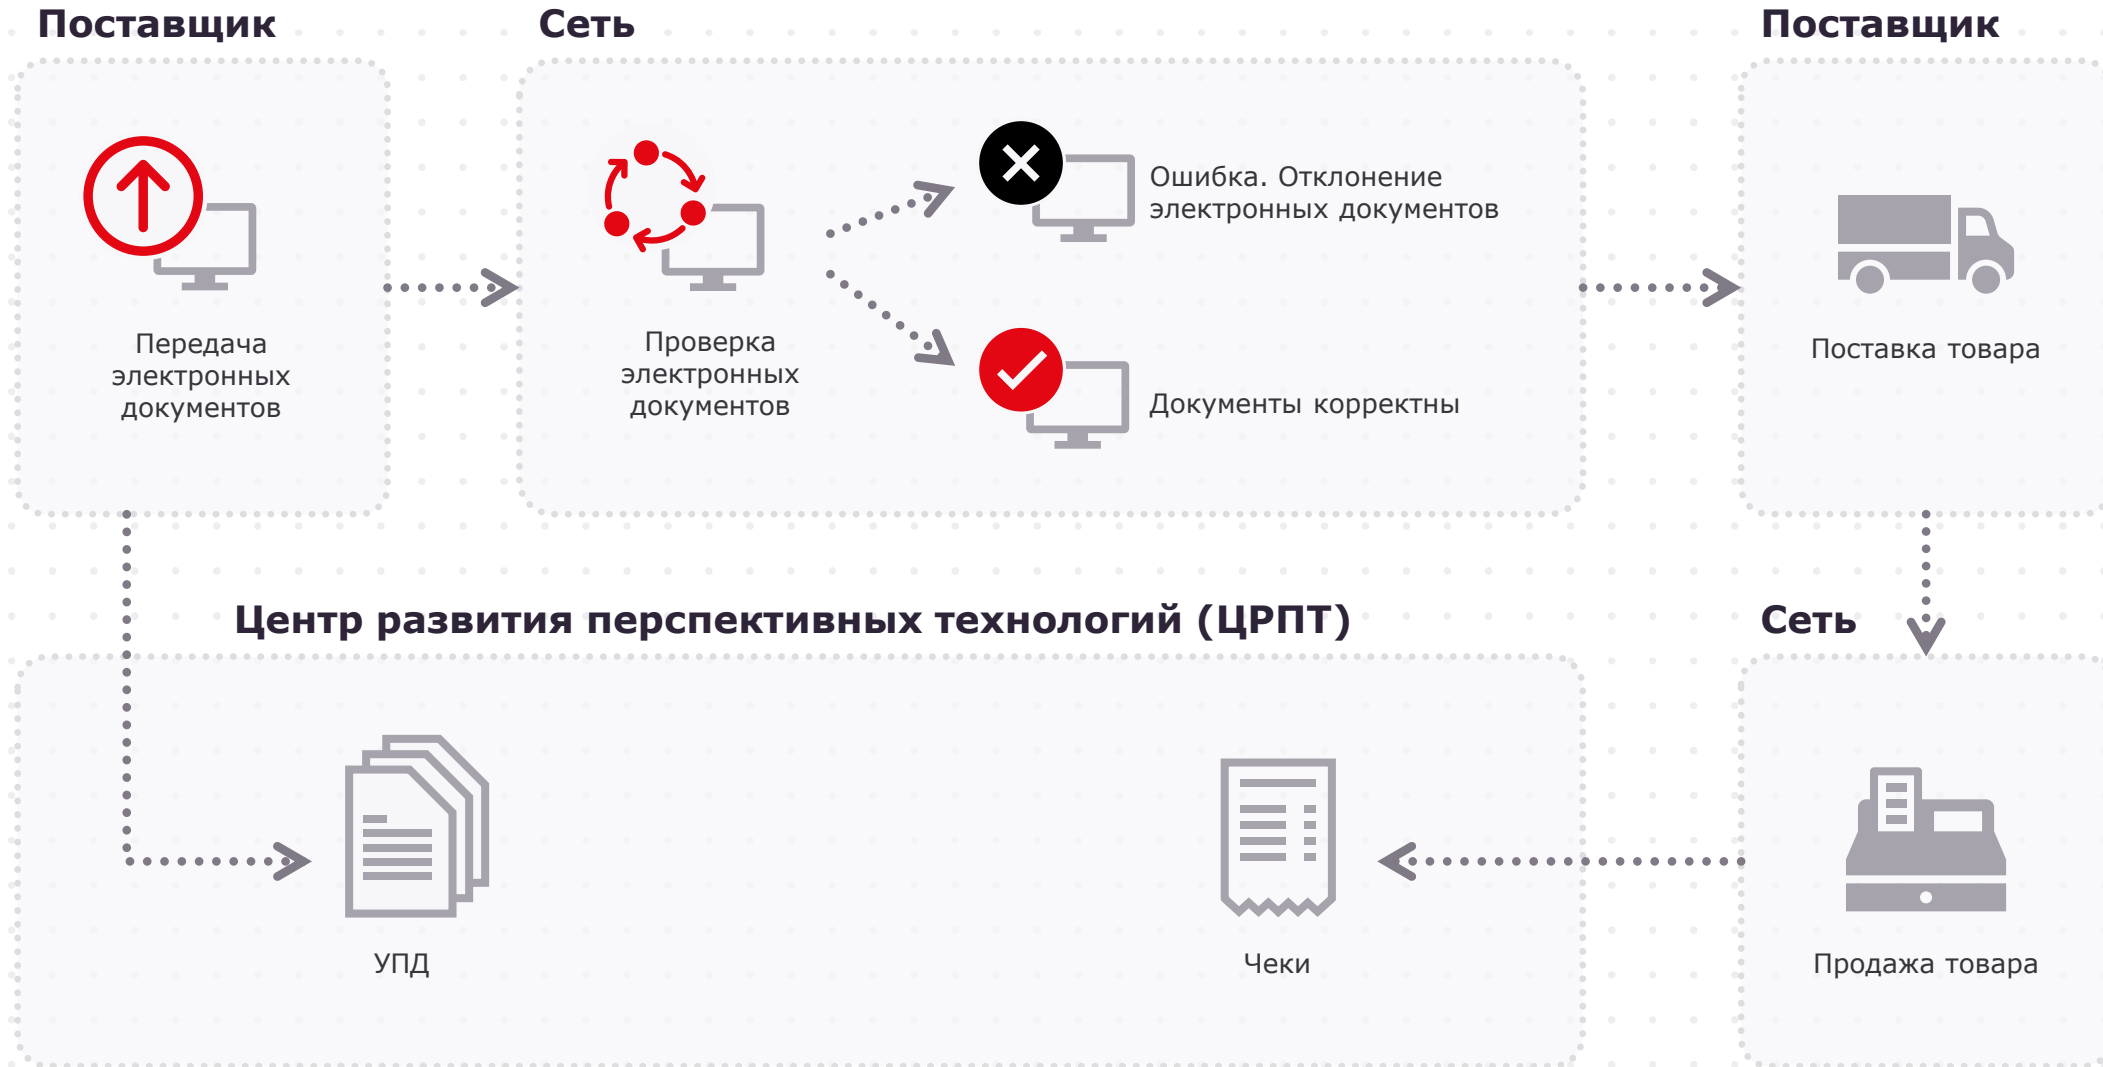 Поставщик
Сеть
Поставщик
Передача
электронных
документов
Проверка
электронных
документов
Ошибка. Отклонение
электронных документов
Документы корректны
Поставка товара
Центр развития перспективных технологий (ЦРПТ)
Сеть
УПД
Чеки
Продажа товара